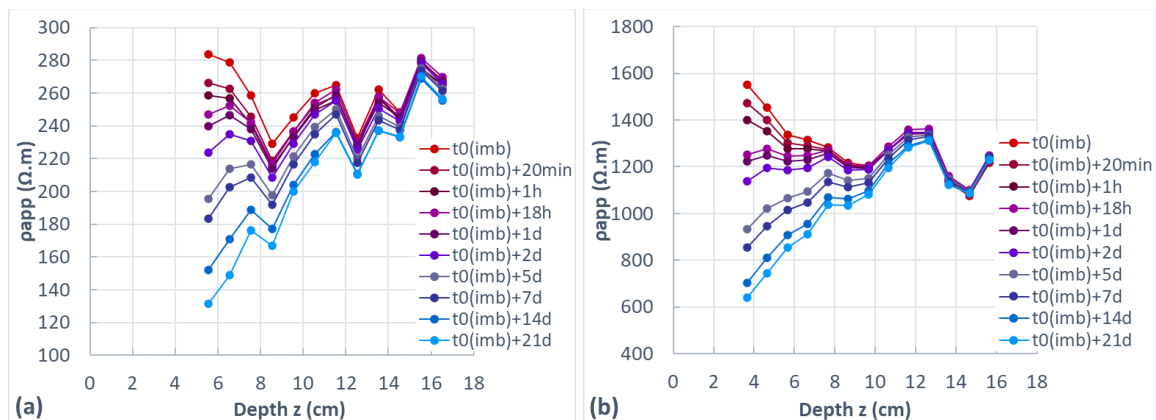 300
280
260
240
220
200
180
160
140
120
100
ρapp (Ω.m)
0 2 4 6 8 10 12 14 16 18
Depth z (cm)
(a)
t0(imb)
t0(imb)+20min
t0(imb)+1h
t0(imb)+18h
t0(imb)+1d
t0(imb)+2d
t0(imb)+5d
t0(imb)+7d
t0(imb)+14d
t0(imb)+21d
1800
1600
1400
1200
1000
800
600
400
ρapp (Ω.m)
0 2 4 6 8 10 12 14 16 18
Depth z (cm)
(b)
t0(imb)
t0(imb)+20min
t0(imb)+1h
t0(imb)+18h
t0(imb)+1d
t0(imb)+2d
t0(imb)+5d
t0(imb)+7d
t0(imb)+14d
t0(imb)+21d